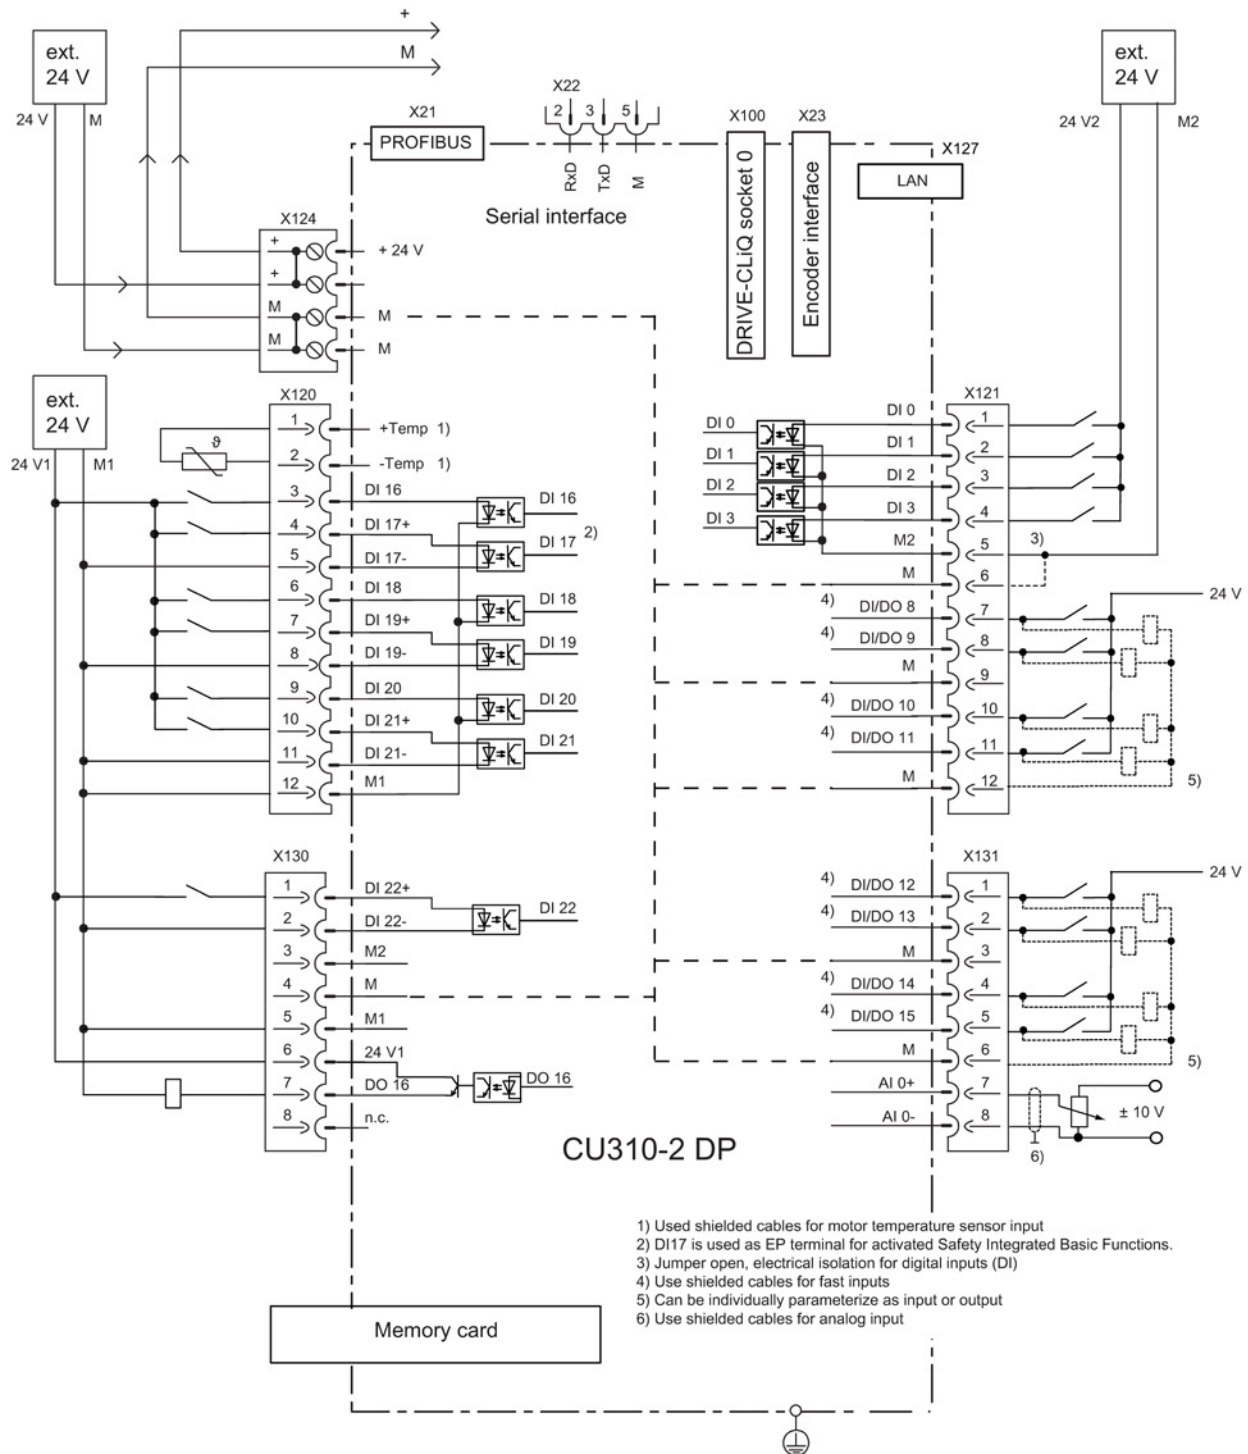 +
M
ext.
24 V
24 V
M
X21
PROFIBUS
X22
2 3 5
RxD
TxD
M
Serial interface
X100
DRIVE-CLiQ socket 0
X23
Encoder interface
X127
LAN
ext.
24 V
24 V2
M2
X124
+
+ 24 V
+
M
M
M
M
ext.
24 V
24 V1
M1
X120
ϑ
1
+Temp 1)
2
-Temp 1)
3
DI 16
DI 16
4
DI 17+
DI 17 2)
5
DI 17-
6
DI 18
DI 18
7
DI 19+
DI 19
8
DI 19-
9
DI 20
DI 20
10
DI 21+
DI 21
11
DI 21-
12
M1
X121
DI 0
DI 0
1
DI 1
DI 1
2
DI 2
DI 2
3
DI 3
DI 3
4
M2
5
3)
M
6
24 V
4)
DI/DO 8
7
4)
DI/DO 9
8
M
9
4)
DI/DO 10
10
4)
DI/DO 11
11
M
12
5)
X130
1
DI 22+
DI 22
2
DI 22-
3
M2
4
M
5
M1
6
24 V1
7
DO 16
DO 16
8
n.c.
X131
24 V
4)
DI/DO 12
1
4)
DI/DO 13
2
M
3
4)
DI/DO 14
4
4)
DI/DO 15
5
M
6
5)
AI 0+
7
± 10 V
AI 0-
8
6)
CU310-2 DP
1) Used shielded cables for motor temperature sensor input
2) DI17 is used as EP terminal for activated Safety Integrated Basic Functions.
3) Jumper open, electrical isolation for digital inputs (DI)
4) Use shielded cables for fast inputs
5) Can be individually parameterize as input or output
6) Use shielded cables for analog input
Memory card